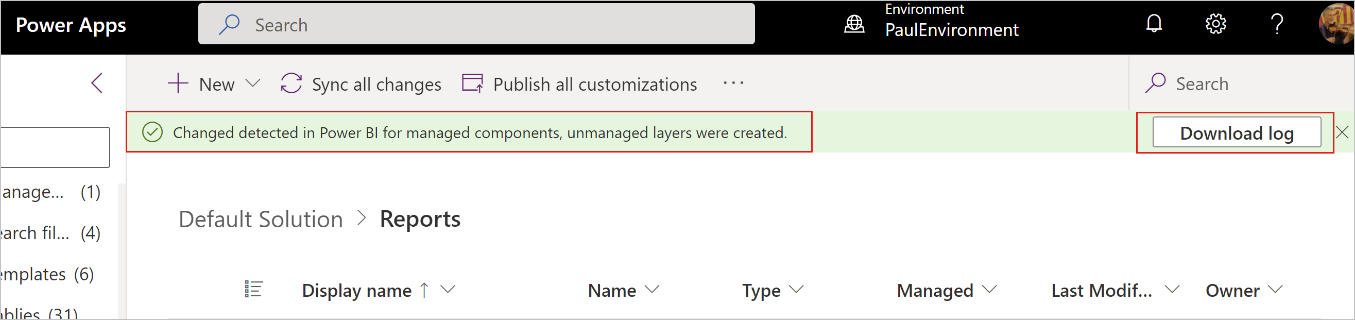 Power Apps
Search
Environment
PaulEnvironment
?
New
Sync all changes
Publish all customizations
...
Search
Changed detected in Power BI for managed components, unmanaged layers were created.
Download log
anage... (1)
earch fil... (4)
emplates (6)
ablies (31)
Default Solution > Reports
Display name ↑
Name
Type
Managed
Last Modif...
Owner